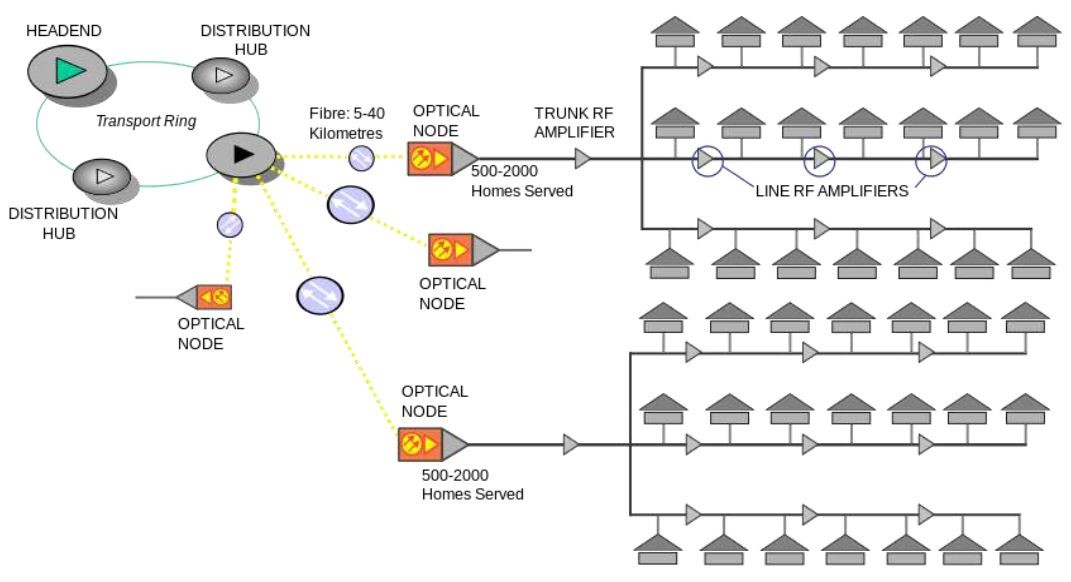 HEADEND
DISTRIBUTION
HUB
Transport Ring
Fibre: 5-40
Kilometres
OPTICAL
NODE
TRUNK RF
AMPLIFIER
500-2000
Homes Served
LINE RF AMPLIFIERS
DISTRIBUTION
HUB
OPTICAL
NODE
OPTICAL
NODE
OPTICAL
NODE
500-2000
Homes Served